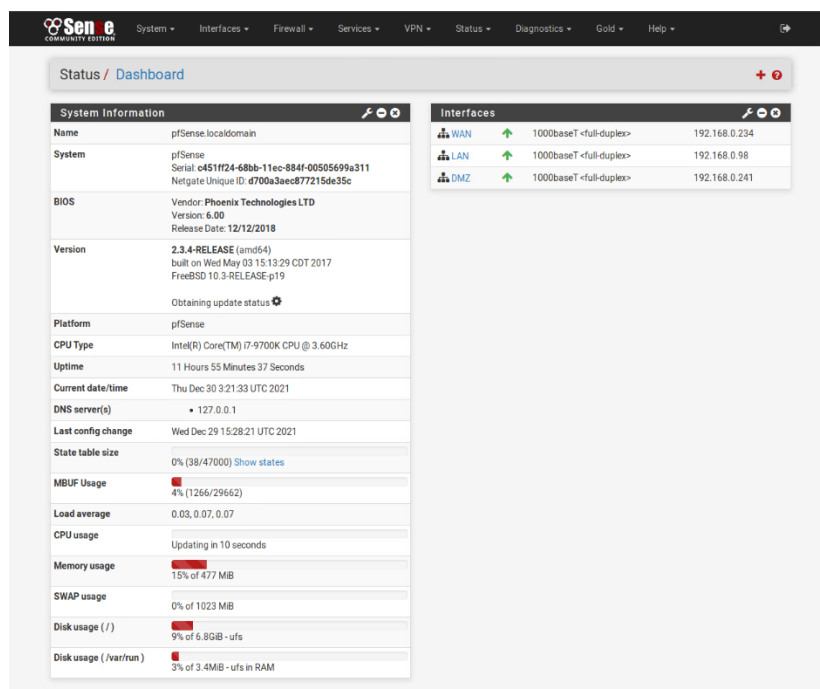 Sense
COMMUNITY EDITION
System Interfaces Firewall Services VPN Status Diagnostics Gold Help
Status / Dashboard
System Information
Name pfSense.localdomain
System pfSense
Serial: c451ff24-68bb-11ec-884f-00505699a311
Netgate Unique ID: d700a3aec877215de35c
BIOS Vendor: Phoenix Technologies LTD
Version: 6.00
Release Date: 12/12/2018
Version 2.3.4-RELEASE (amd64)
built on Wed May 03 15:13:29 CDT 2017
FreeBSD 10.3-RELEASE-p19
Obtaining update status
Platform pfSense
CPU Type Intel(R) Core(TM) i7-9700K CPU @ 3.60GHz
Uptime 11 Hours 55 Minutes 37 Seconds
Current date/time Thu Dec 30 3:21:33 UTC 2021
DNS server(s) • 127.0.0.1
Last config change Wed Dec 29 15:28:21 UTC 2021
State table size
0% (38/47000) Show states
MBUF Usage
4% (1266/29662)
Load average 0.03, 0.07, 0.07
CPU usage
Updating in 10 seconds
Memory usage
15% of 477 MiB
SWAP usage
0% of 1023 MiB
Disk usage ( / )
9% of 6.8GiB - ufs
Disk usage ( /var/run )
3% of 3.4MiB - ufs in RAM
Interfaces
WAN 1000baseT <full-duplex> 192.168.0.234
LAN 1000baseT <full-duplex> 192.168.0.98
DMZ 1000baseT <full-duplex> 192.168.0.241